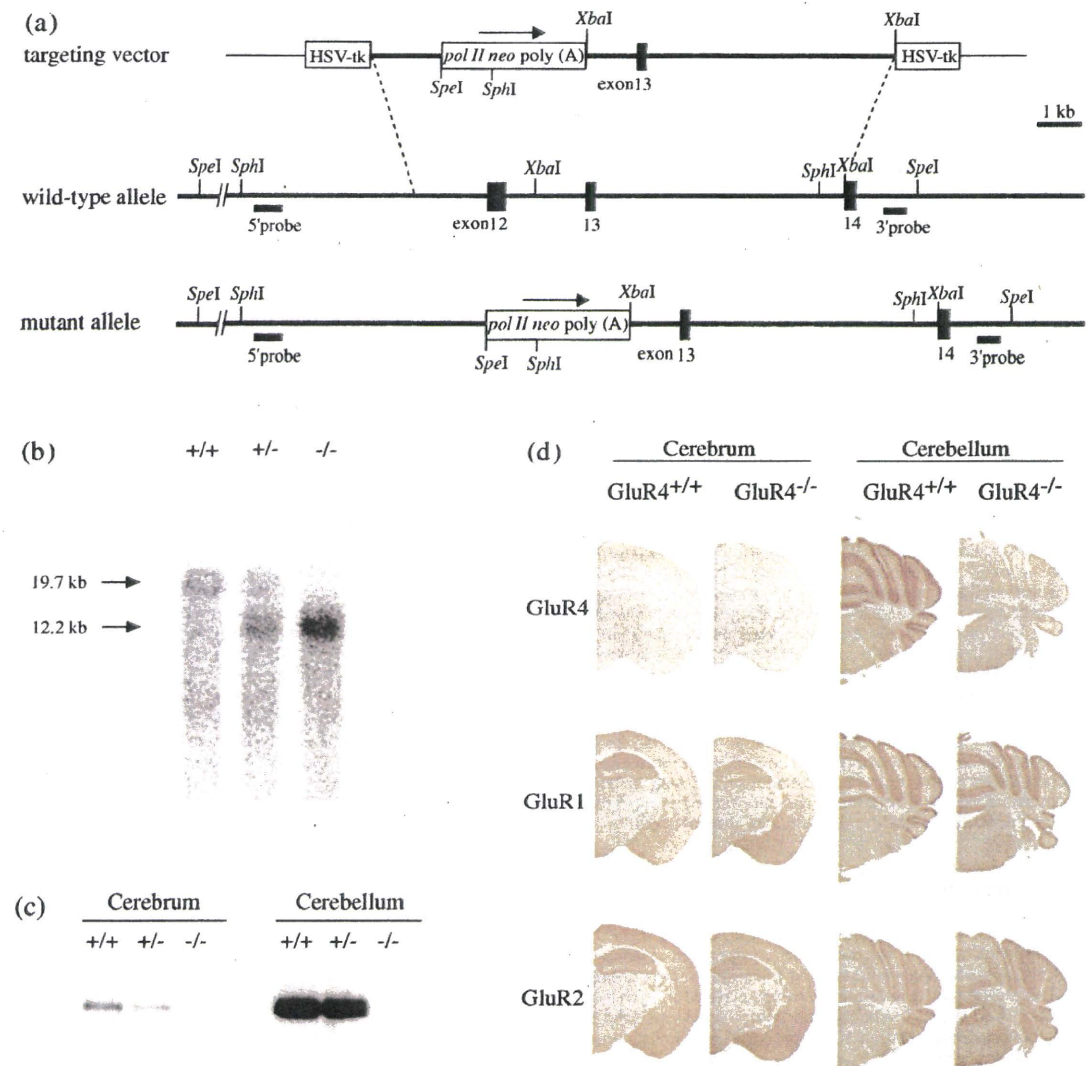 (a)
targeting vector
HSV-tk
pol II neo poly (A)
XbaI
XbaI
HSV-tk
SpeI
SphI
exon13
1 kb
wild-type allele
SpeI
SphI
XbaI
SphI
XbaI
SpeI
5'probe
exon12
13
14
3'probe
mutant allele
SpeI
SphI
pol II neo poly (A)
XbaI
SphI
XbaI
SpeI
5'probe
SpeI
SphI
exon 13
14
3'probe
(b)
+/+ +/- -/-
19.7 kb
12.2 kb
(c)
Cerebrum Cerebellum
+/+ +/- -/- +/+ +/- -/-
(d)
Cerebrum Cerebellum
GluR4+/+ GluR4-/- GluR4+/+ GluR4-/-
GluR4
GluR1
GluR2